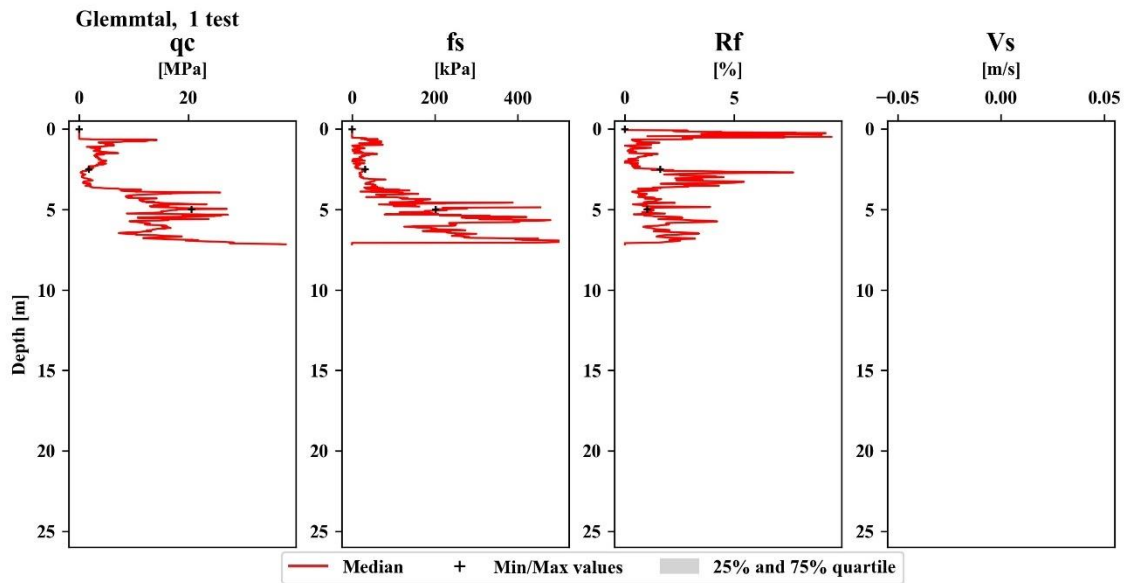 Glemmtal, 1 test
qc fs Rf Vs
[MPa] [kPa] [%] [m/s]
0 20 0 200 400 0 5 −0.05 0.00 0.05
0 0 0 0
5 5 5 5
10 10 10 10
Depth [m]
15 15 15 15
20 20 20 20
25 25 25 25
Median Min/Max values 25% and 75% quartile